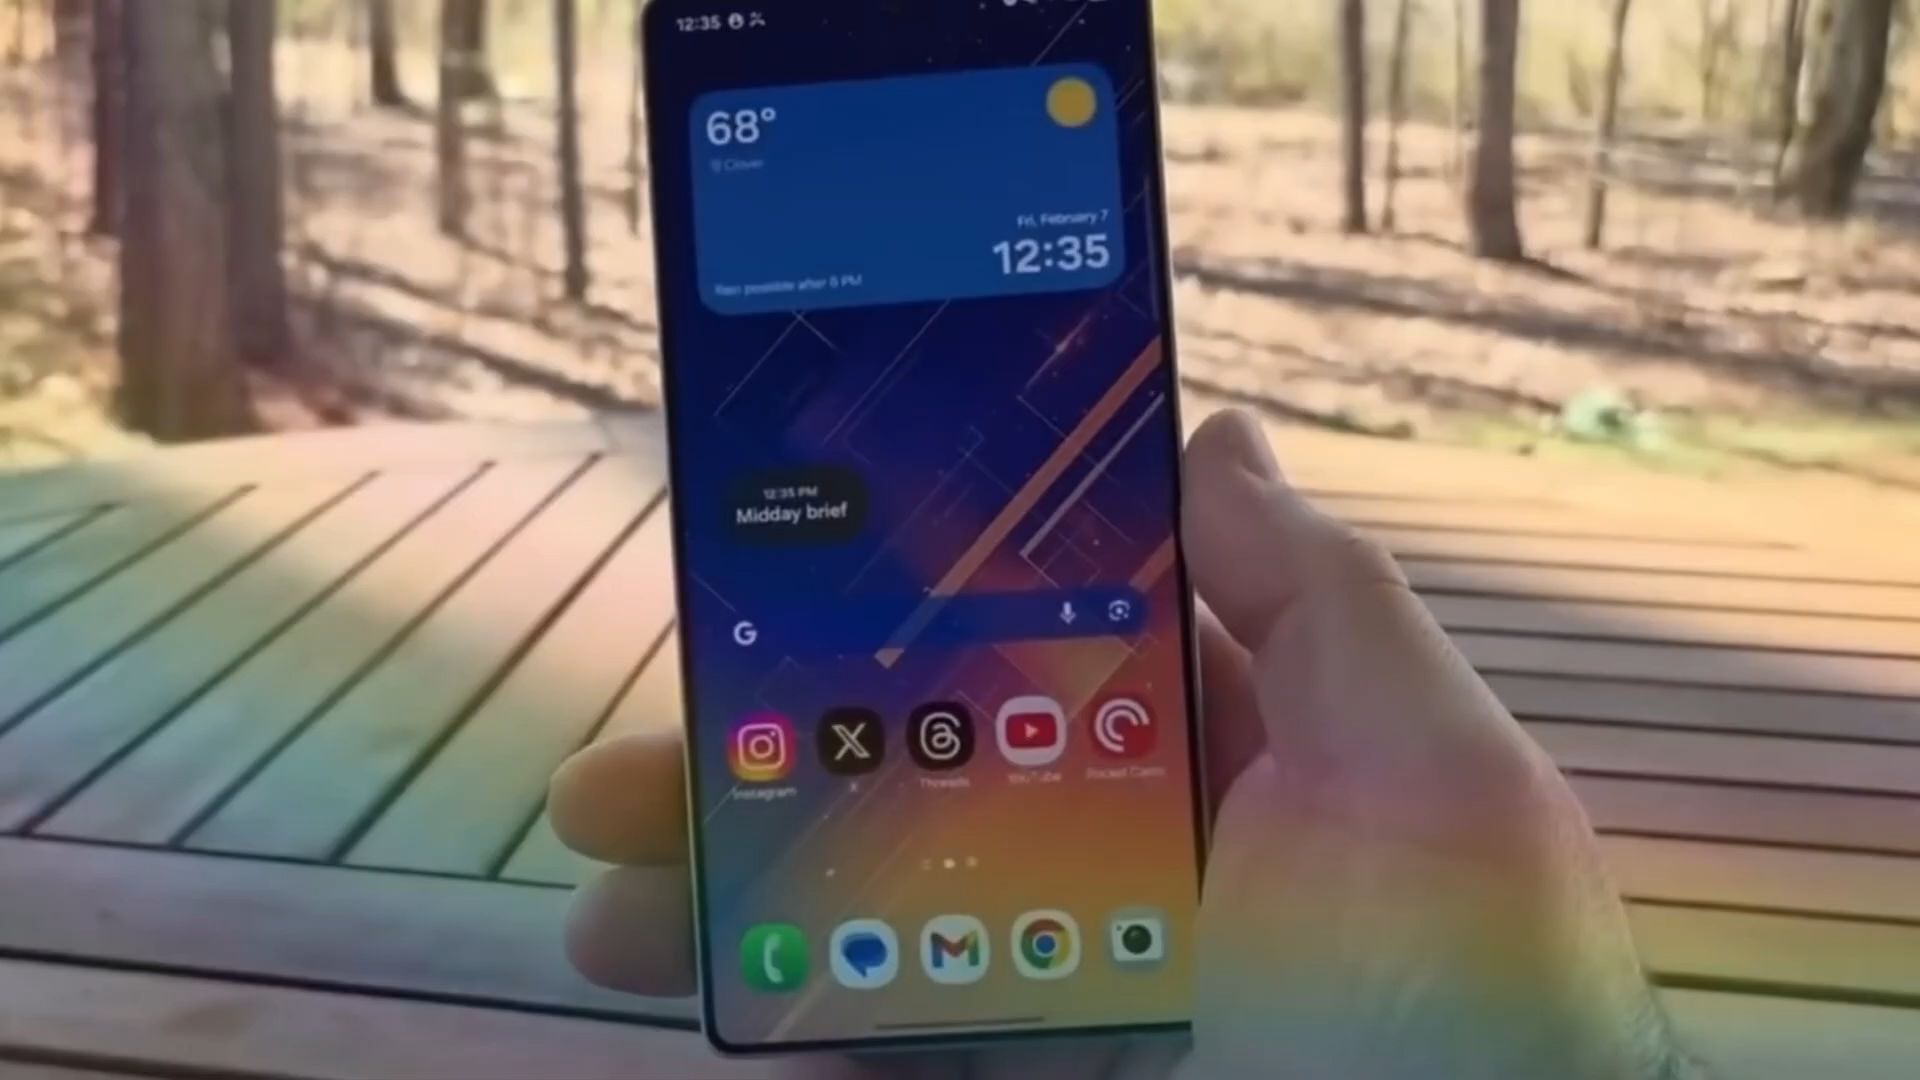 12:35
68°
Clover
Fri, February 7
12:35
Rain possible after 6 PM
12:35 PM
Midday brief
G
Instagram
X
Threads
YouTube
Pocket Casts